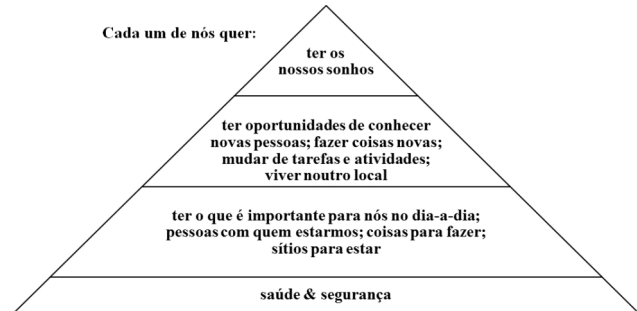 Cada um de nós quer:
ter os
nossos sonhos
ter oportunidades de conhecer
novas pessoas; fazer coisas novas;
mudar de tarefas e atividades;
viver noutro local
ter o que é importante para nós no dia-a-dia;
pessoas com quem estarmos; coisas para fazer;
sítios para estar
saúde & segurança